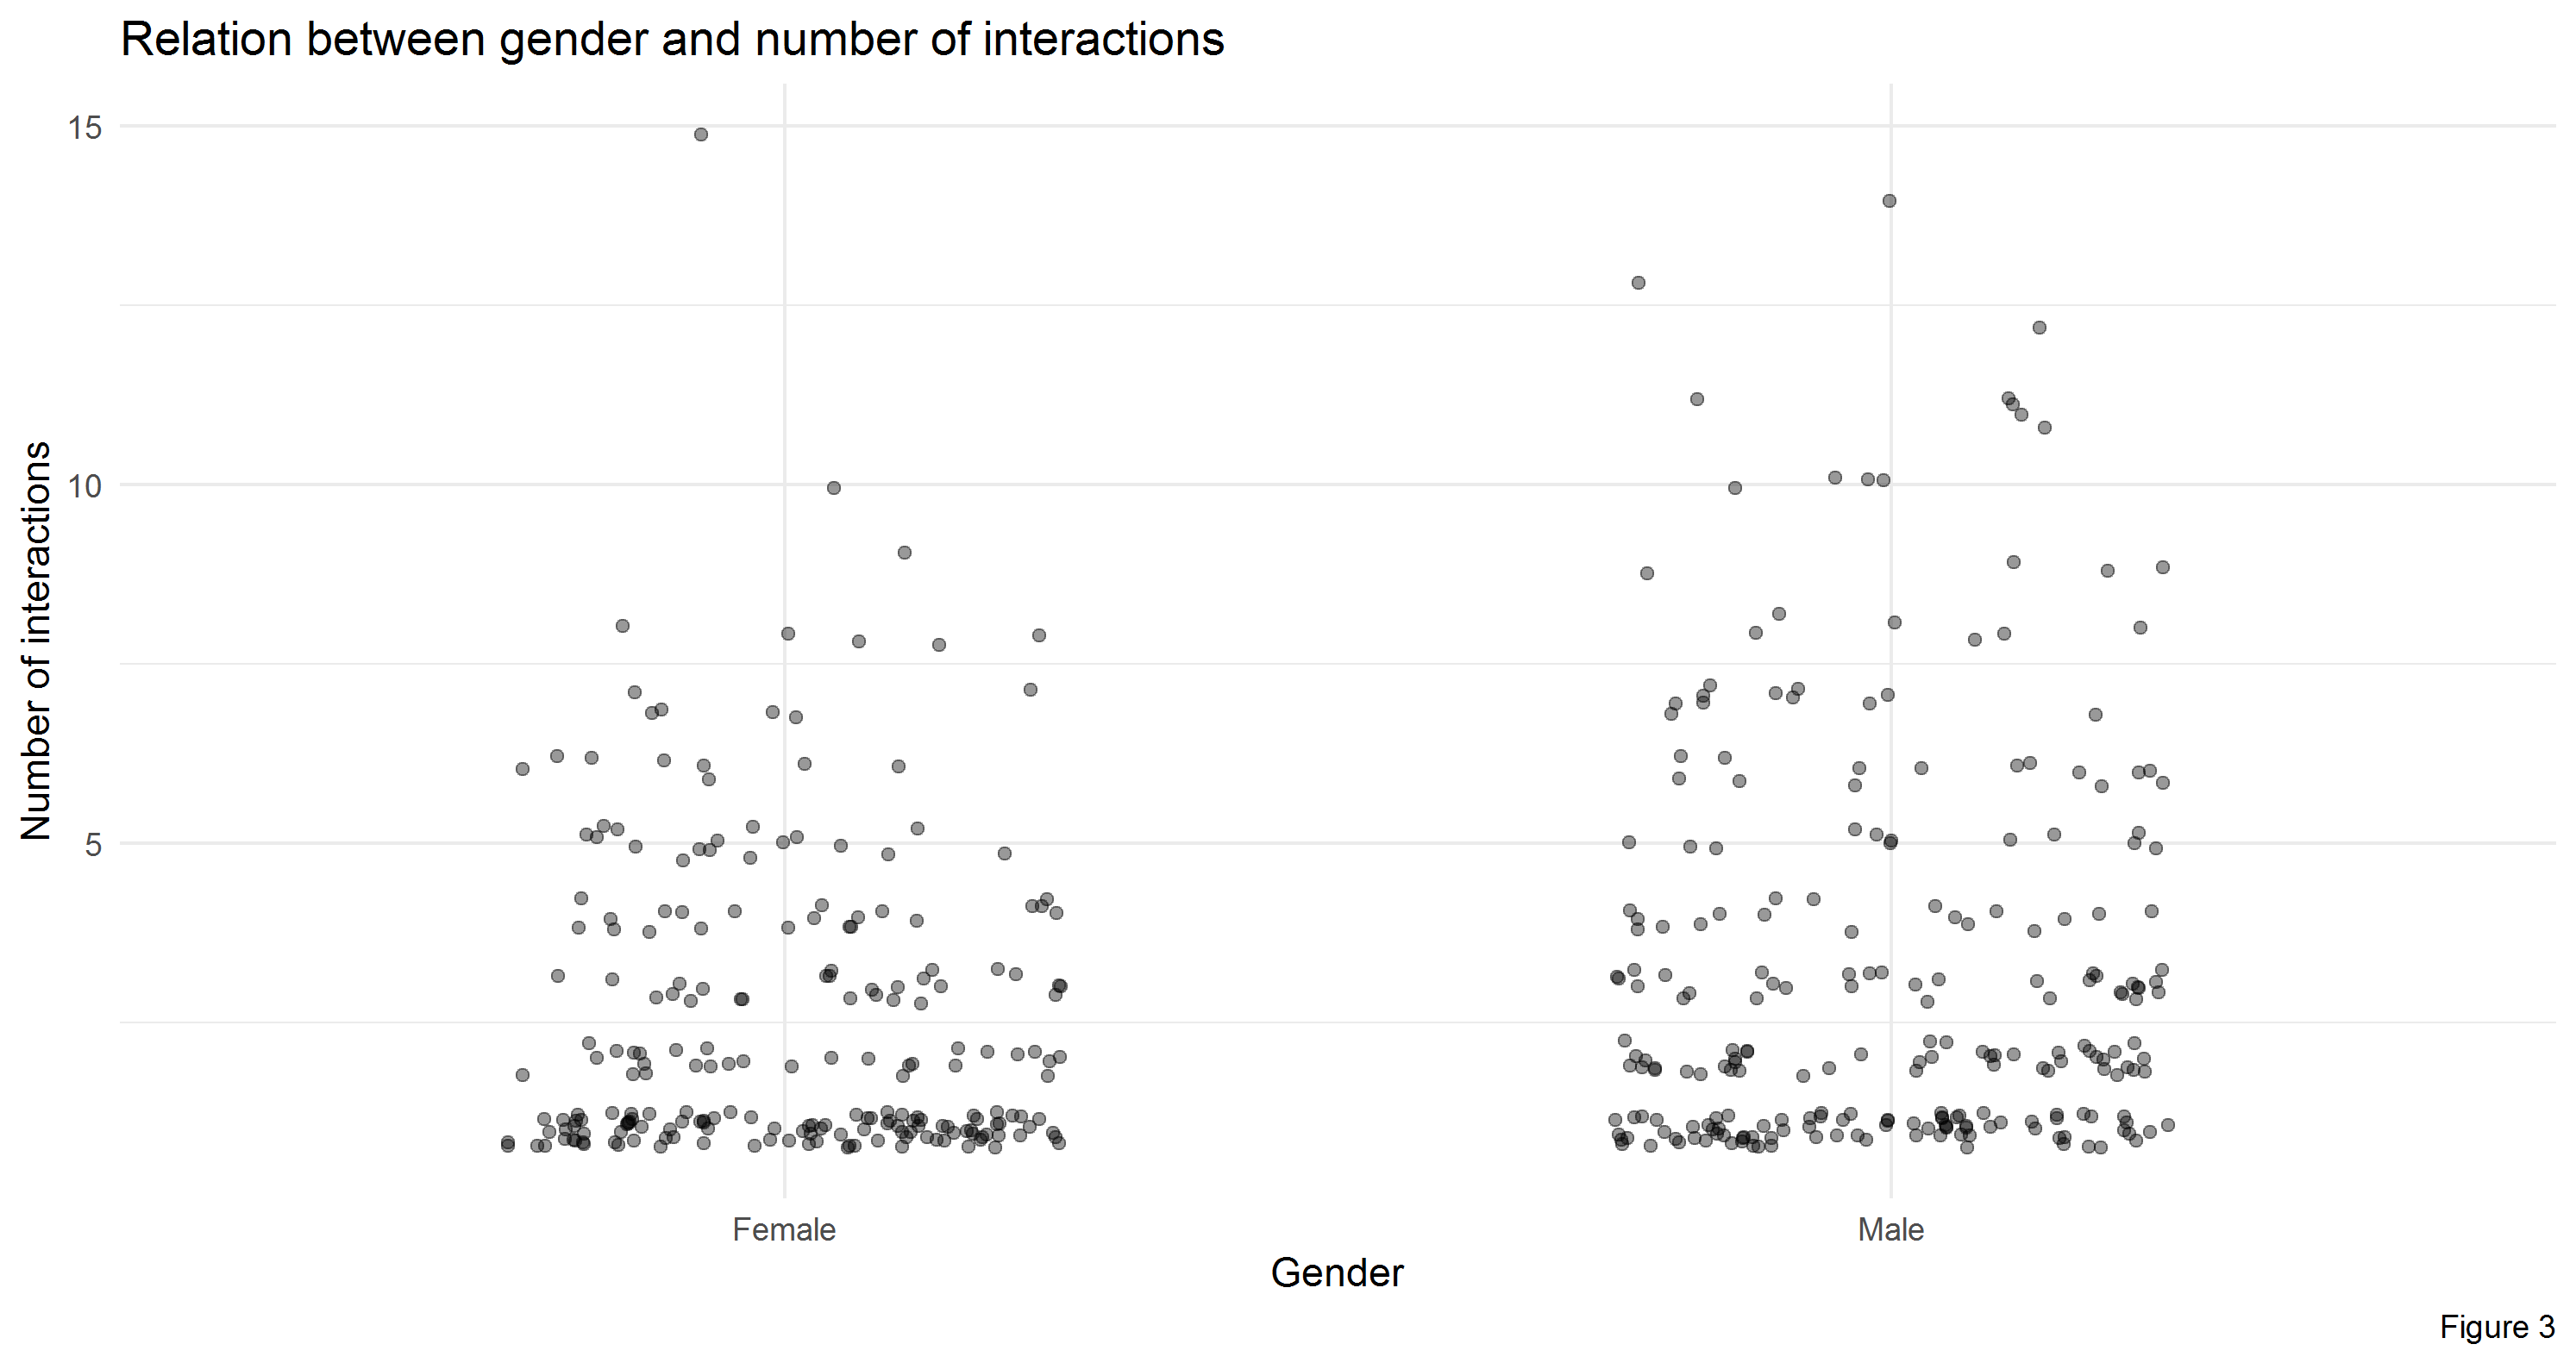 Relation between gender and number of interactions
15
10
5
Number of interactions
Female
Male
Gender
Figure 3